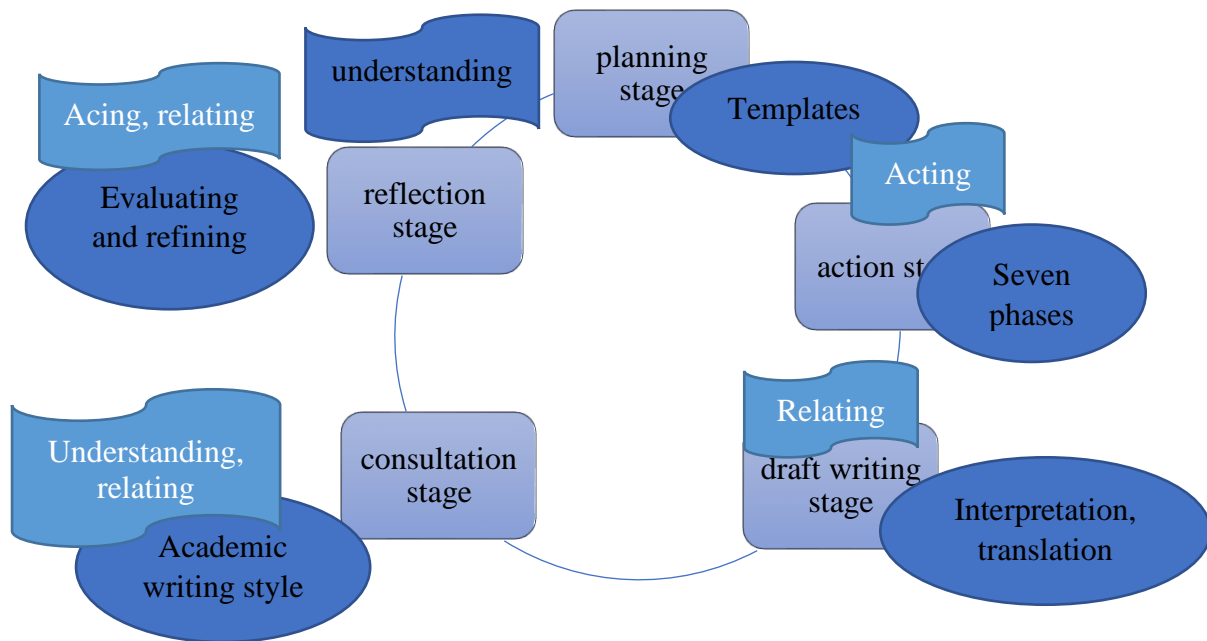 understanding
planning
stage
Templates
Acting
action st
Seven
phases
Relating
draft writing
stage
Interpretation,
translation
consultation
stage
Understanding,
relating
Academic
writing style
reflection
stage
Acing, relating
Evaluating
and refining